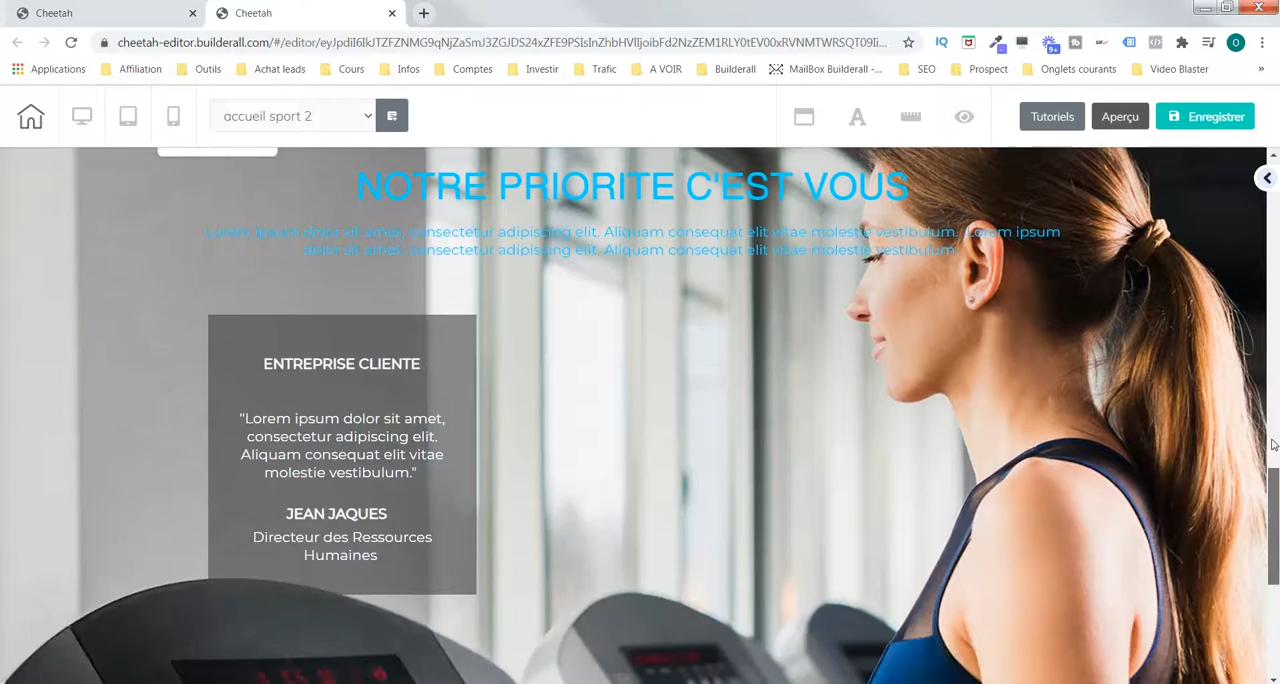 Cheetah
Cheetah
cheetah-editor.builderall.com/#/editor/
Applications
Affiliation
Outils
Achat leads
Cours
Infos
Comptes
Investir
Trafic
A VOIR
Builderall
MailBox Builderall -...
SEO
Prospect
Onglets courants
Video Blaster
»
accueil sport 2
Tutoriels
Aperçu
Enregistrer
NOTRE PRIORITE C'EST VOUS
Lorem ipsum dolor sit amet, consectetur adipiscing elit. Aliquam consequat elit vitae molestie vestibulum. Loram ipsum
dolor sit amet, consectetur adipiscing elit. Aliquam consequat elit vitae molestie vestibulum.
ENTREPRISE CLIENTE
"Lorem ipsum dolor sit amet,
consectetur adipiscing elit.
Aliquam consequat elit vitae
molestie vestibulum."
JEAN JAQUES
Directeur des Ressources
Humaines